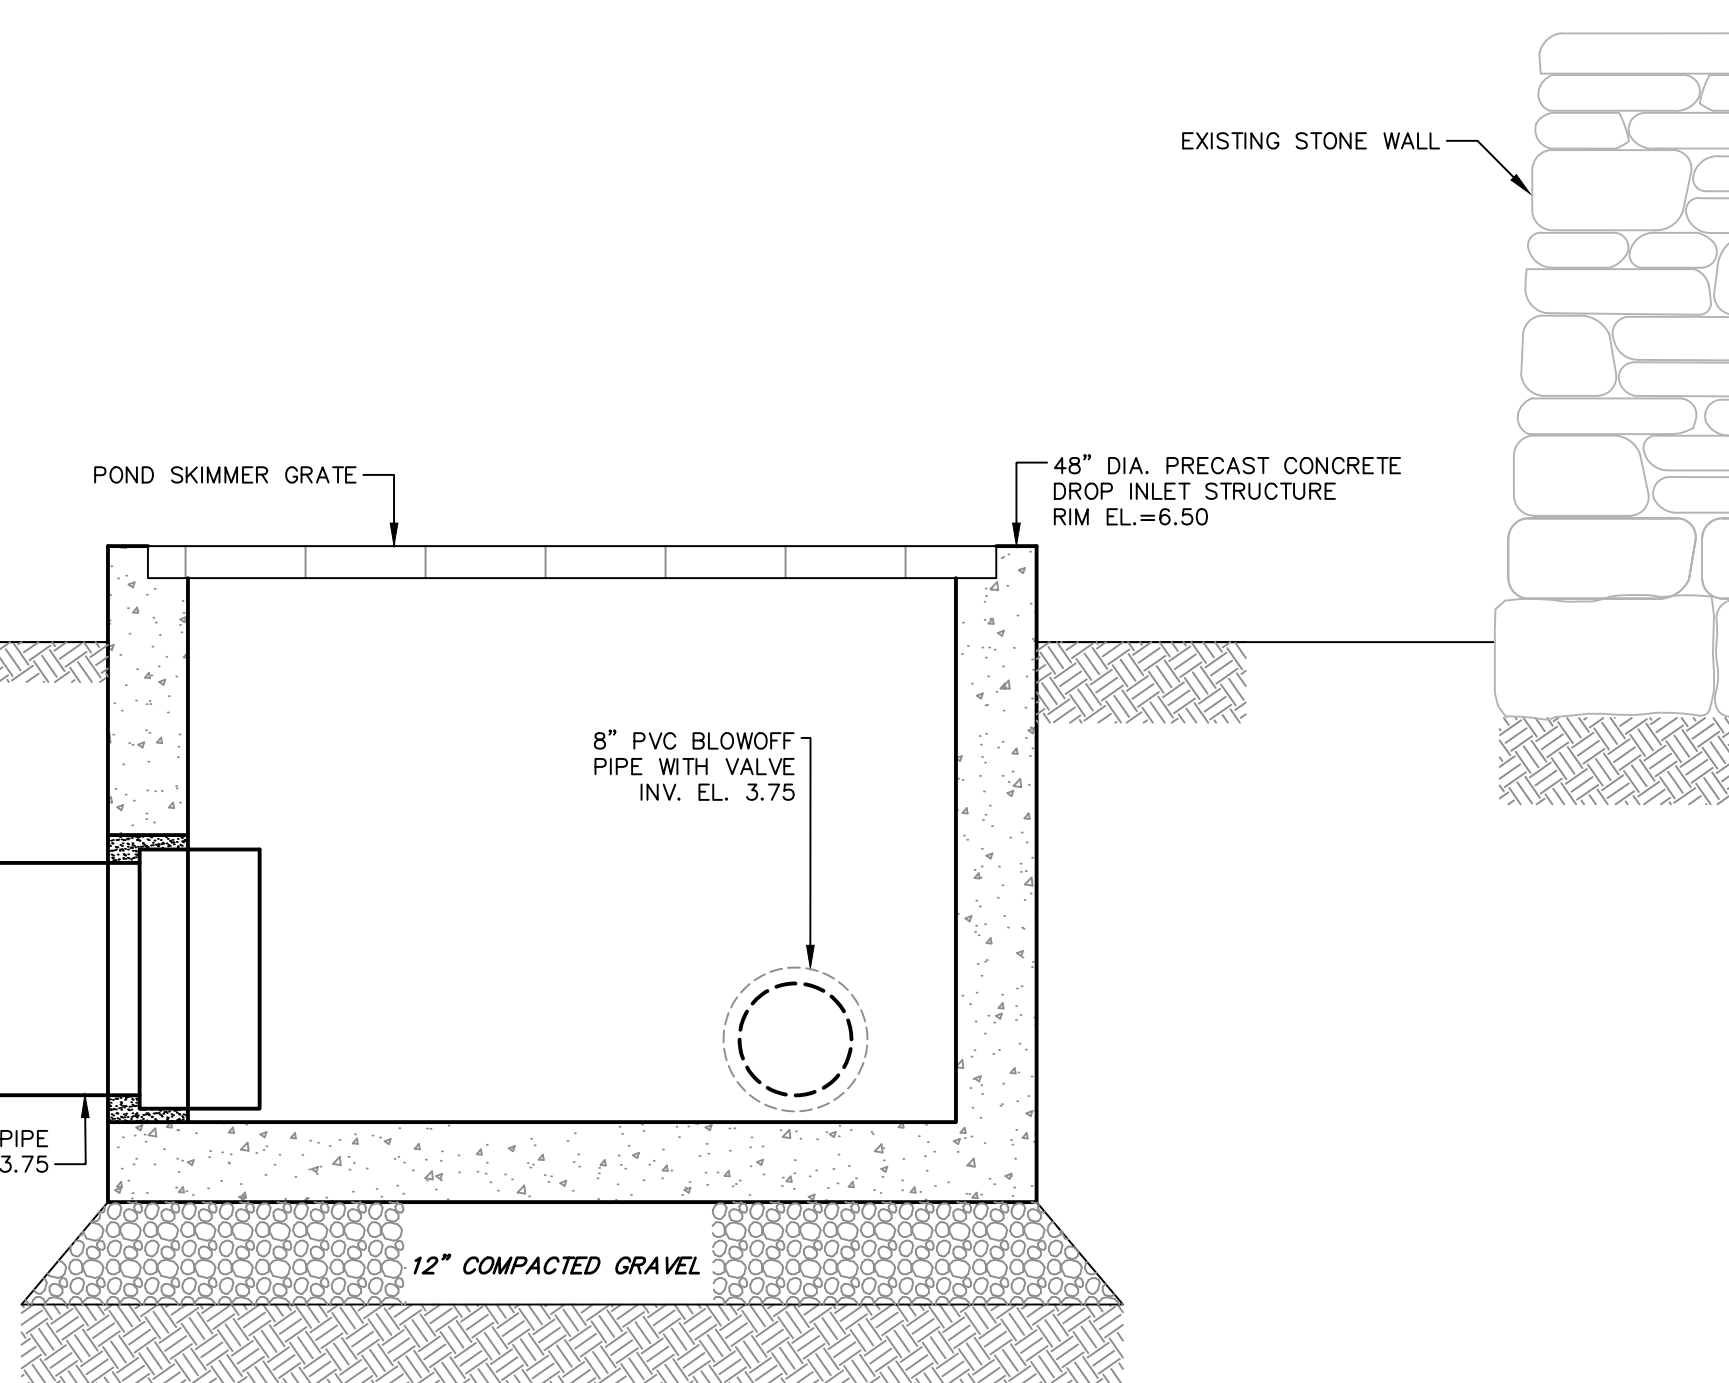 EXISTING STONE WALL
POND SKIMMER GRATE
48" DIA. PRECAST CONCRETE
DROP INLET STRUCTURE
RIM EL.=6.50
8" PVC BLOWOFF
PIPE WITH VALVE
INV. EL. 3.75
PIPE
3.75
12" COMPACTED GRAVEL